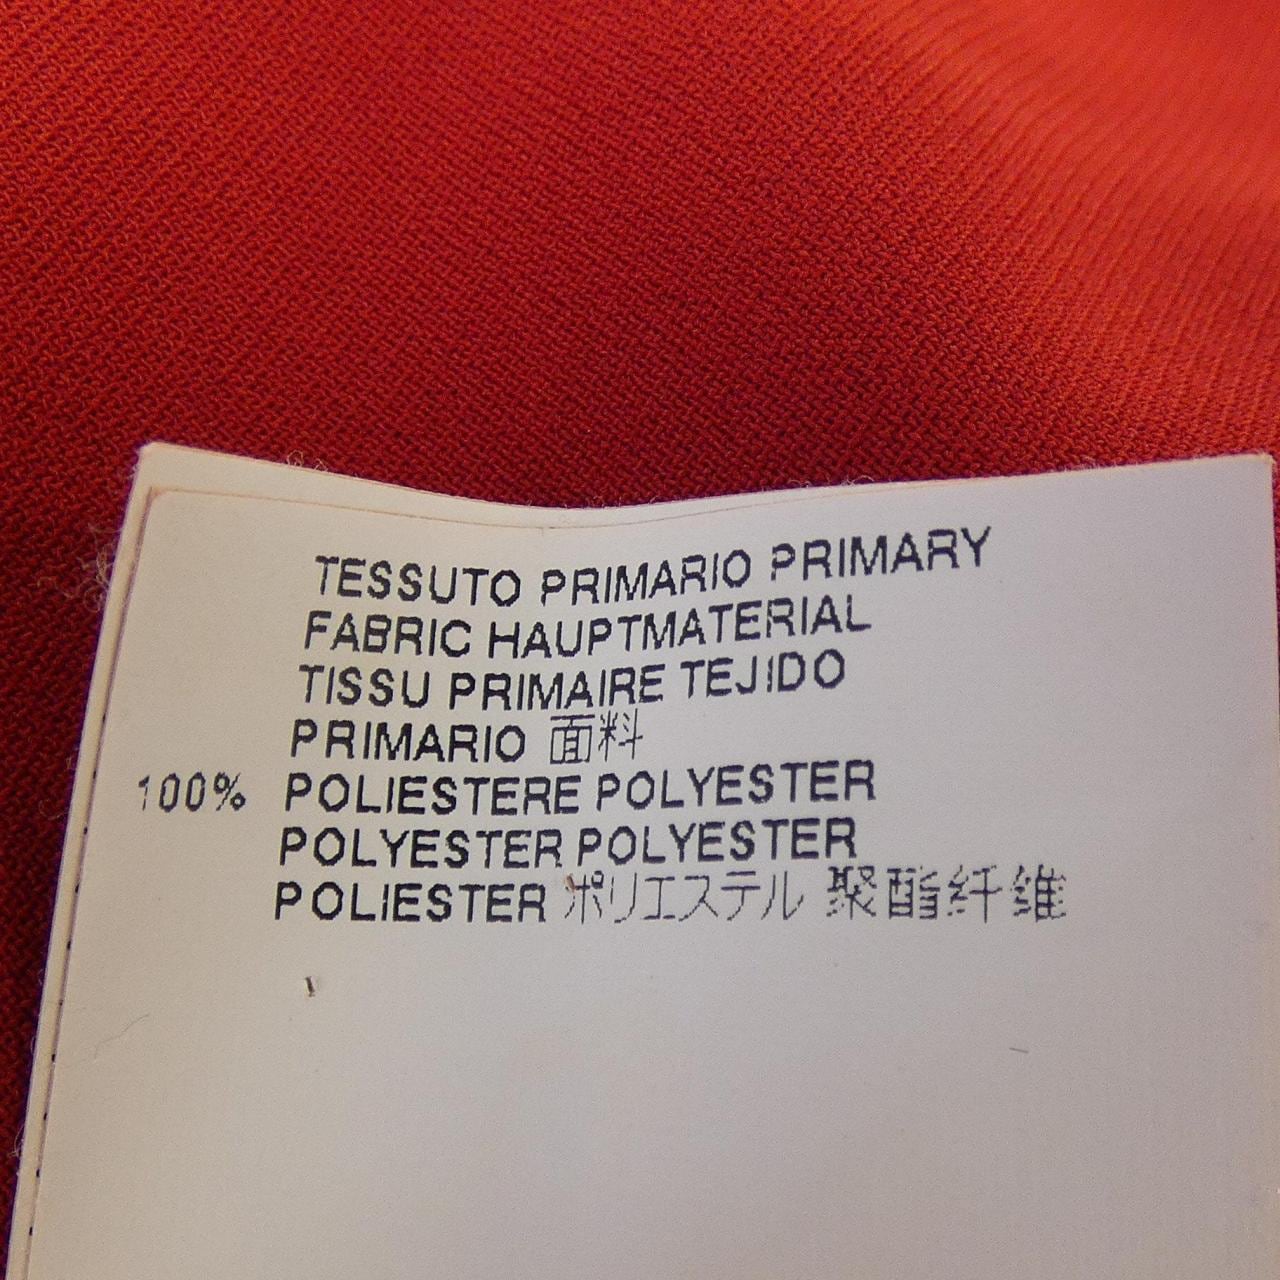 TESSUTO PRIMARIO PRIMARY
FABRIC HAUPTMATERIAL
TISSU PRIMAIRE TEJIDO
PRIMARIO 面料
100% POLIESTERE POLYESTER
POLYESTER POLYESTER
POLIESTER ポリエステル 聚酯纤维